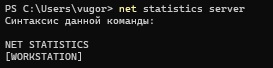 PS C:\Users\vugor> net statistics server
Синтаксис данной команды:

NET STATISTICS
[WORKSTATION]